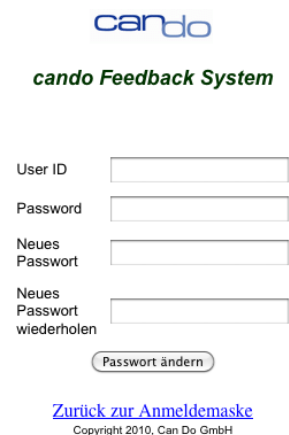 cando
cando Feedback System
User ID
Password
Neues
Passwort
Neues
Passwort
wiederholen
Passwort ändern
Zurück zur Anmeldemaske
Copyright 2010, Can Do GmbH